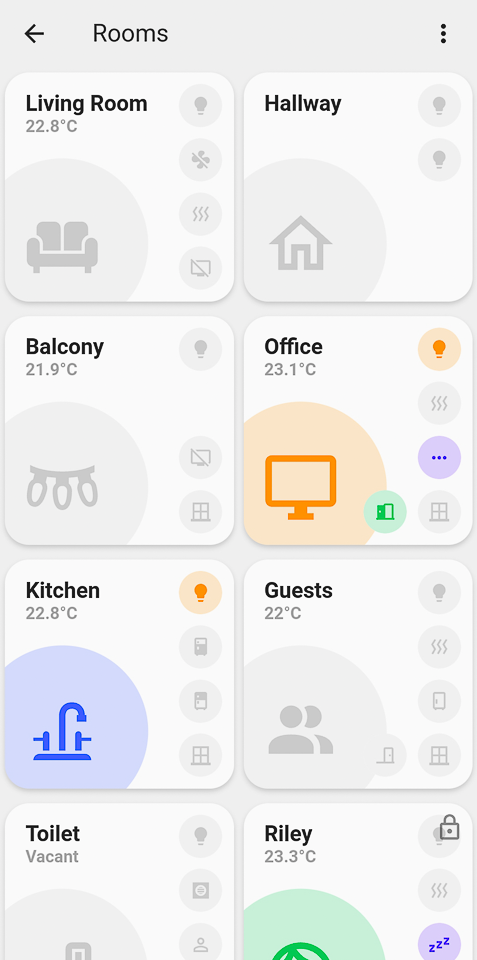 Rooms
Living Room
22.8°C
Hallway
Balcony
21.9°C
Office
23.1°C
Kitchen
22.8°C
Guests
22°C
Toilet
Vacant
Riley
23.3°C
zzz